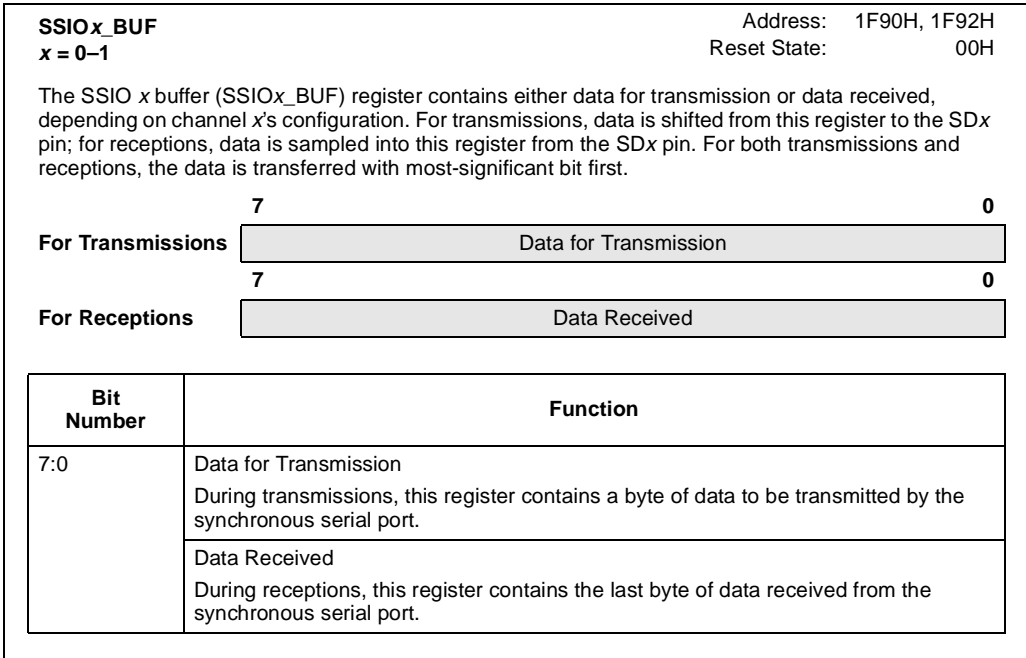 SSIOx_BUF
x = 0–1
Address: 1F90H, 1F92H
Reset State: 00H
The SSIO x buffer (SSIOx_BUF) register contains either data for transmission or data received,
depending on channel x's configuration. For transmissions, data is shifted from this register to the SDx
pin; for receptions, data is sampled into this register from the SDx pin. For both transmissions and
receptions, the data is transferred with most-significant bit first.
7 0
For Transmissions Data for Transmission
7 0
For Receptions Data Received
Bit
Number
Function
7:0
Data for Transmission
During transmissions, this register contains a byte of data to be transmitted by the
synchronous serial port.
Data Received
During receptions, this register contains the last byte of data received from the
synchronous serial port.